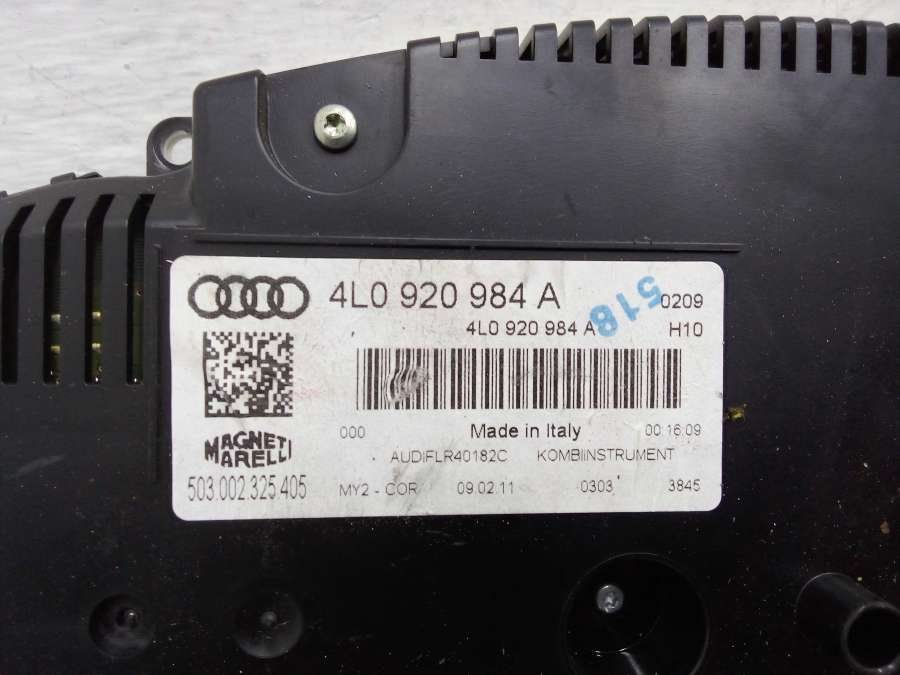 4L0 920 984 A
518
0209
4L0 920 984 A
H10
000
Made in Italy
00:16:09
MAGNETI
MARELLI
AUDIFLR40182C KOMBIINSTRUMENT
503.002.325.405
MY2 - COR 09.02.11 0303 3845